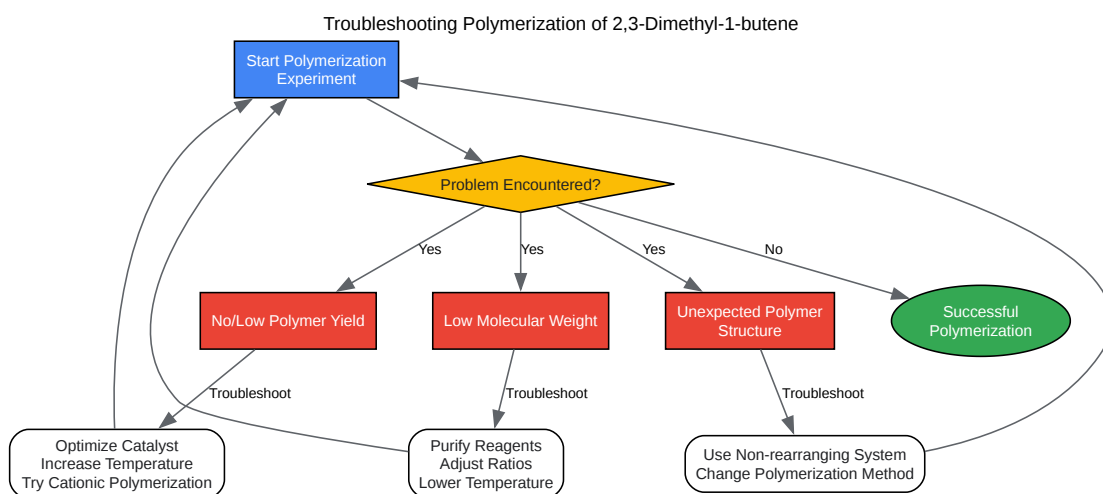 Troubleshooting Polymerization of 2,3-Dimethyl-1-butene
Start Polymerization
Experiment
Problem Encountered?
Yes
Yes
Yes
No
No/Low Polymer Yield
Low Molecular Weight
Unexpected Polymer
Structure
Successful
Polymerization
Troubleshoot
Troubleshoot
Troubleshoot
Optimize Catalyst
Increase Temperature
Try Cationic Polymerization
Purify Reagents
Adjust Ratios
Lower Temperature
Use Non-rearranging System
Change Polymerization Method